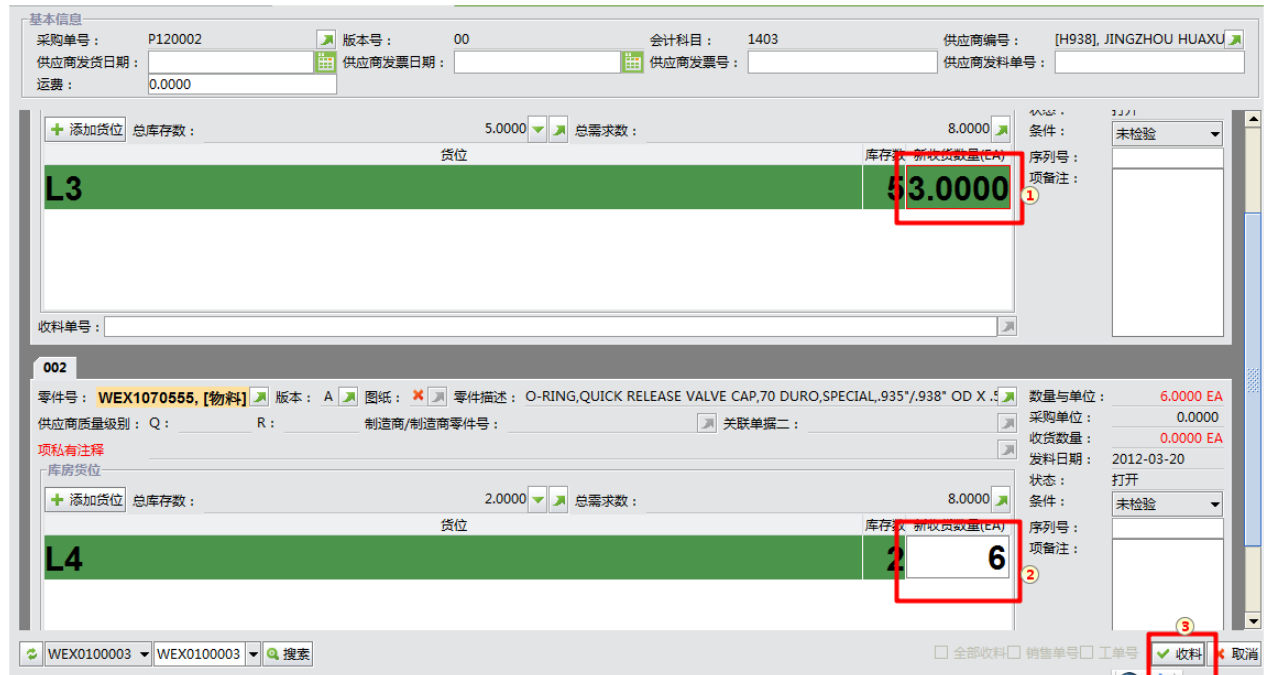 基本信息
采购单号： P120002 版本号： 00 会计科目： 1403 供应商编号： [H938], JINGZHOU HUAXU
供应商发货日期： 供应商发票日期： 供应商发票号： 供应商发料单号：
运费： 0.0000
状态： 打开
添加货位 总库存数： 5.0000 总需求数： 8.0000 条件： 未检验
货位 库存数 新收货数量(EA) 序列号：
L3 5 3.0000 项备注：
1
收料单号：
002
零件号： WEX1070555, [物料] 版本： A 图纸： 零件描述： O-RING,QUICK RELEASE VALVE CAP,70 DURO,SPECIAL,.935"/.938" OD X .5 数量与单位： 6.0000 EA
供应商质量级别： Q： R： 制造商/制造商零件号： 关联单据二： 采购单位： 0.0000
收货数量： 0.0000 EA
项私有注释
发料日期： 2012-03-20
库房货位
状态： 打开
添加货位 总库存数： 2.0000 总需求数： 8.0000 条件： 未检验
货位 库存数 新收货数量(EA) 序列号：
L4 2 6 项备注：
2
3
WEX0100003 WEX0100003 搜索 全部收料 销售单号 工单号 收料 取消